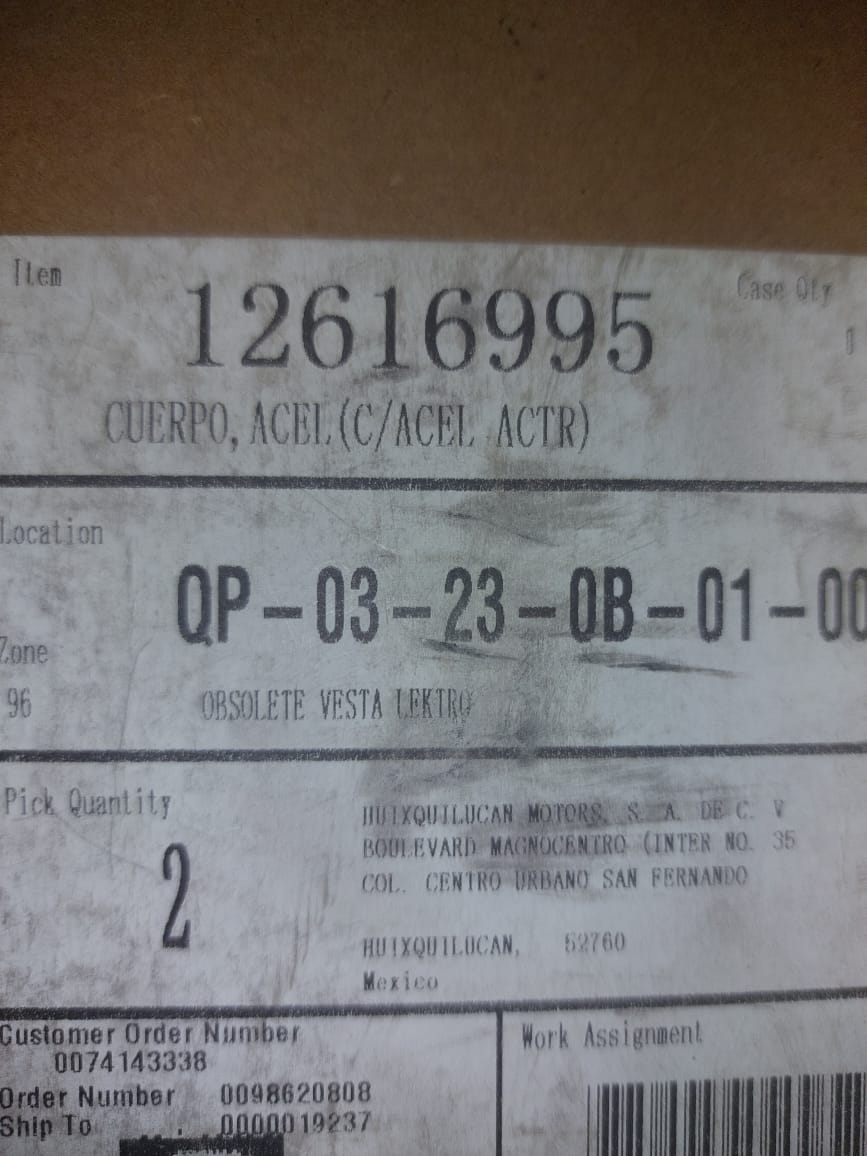 Item
Case Qty
12616995
1
CUERPO, ACEL(C/ACEL ACTR)
Location
QP-03-23-0B-01-00
Zone
96
OBSOLETE VESTA LEKTRO
Pick Quantity
2
HUIXQUILUCAN MOTORS, S. A. DE C. V
BOULEVARD MAGNOCENTRO (INTER NO. 35
COL. CENTRO URBANO SAN FERNANDO
HUIXQUILUCAN, 52760
Mexico
Customer Order Number
0074143338
Order Number 0098620808
Ship To . 0000019237
Work Assignment